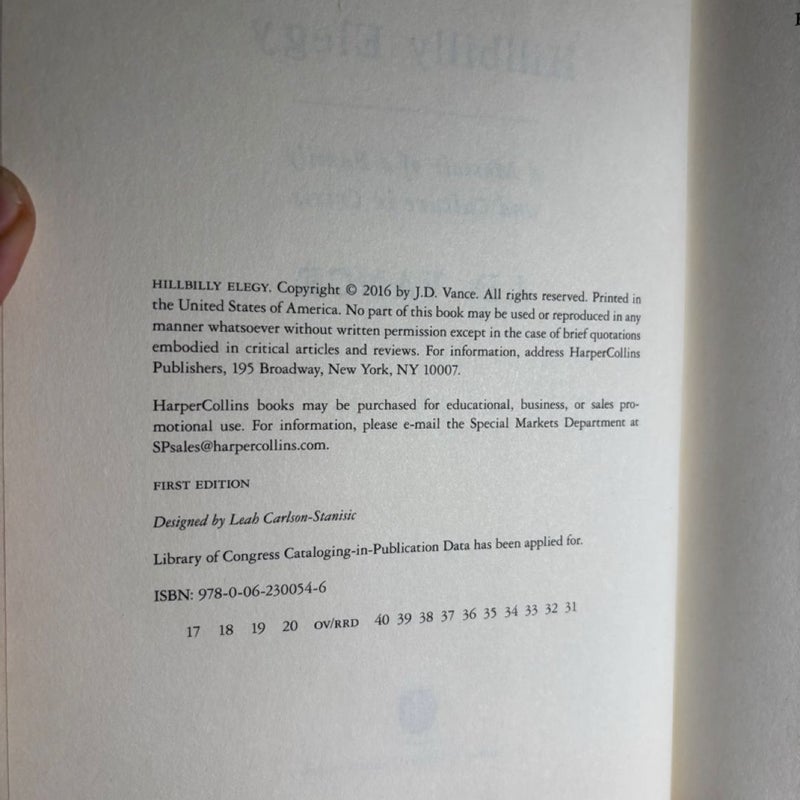 HILLBILLY ELEGY. Copyright © 2016 by J.D. Vance. All rights reserved. Printed in
the United States of America. No part of this book may be used or reproduced in any
manner whatsoever without written permission except in the case of brief quotations
embodied in critical articles and reviews. For information, address HarperCollins
Publishers, 195 Broadway, New York, NY 10007.
HarperCollins books may be purchased for educational, business, or sales pro-
motional use. For information, please e-mail the Special Markets Department at
SPsales@harpercollins.com.
FIRST EDITION
Designed by Leah Carlson-Stanisic
Library of Congress Cataloging-in-Publication Data has been applied for.
ISBN: 978-0-06-230054-6
17 18 19 20 OV/RRD 40 39 38 37 36 35 34 33 32 31